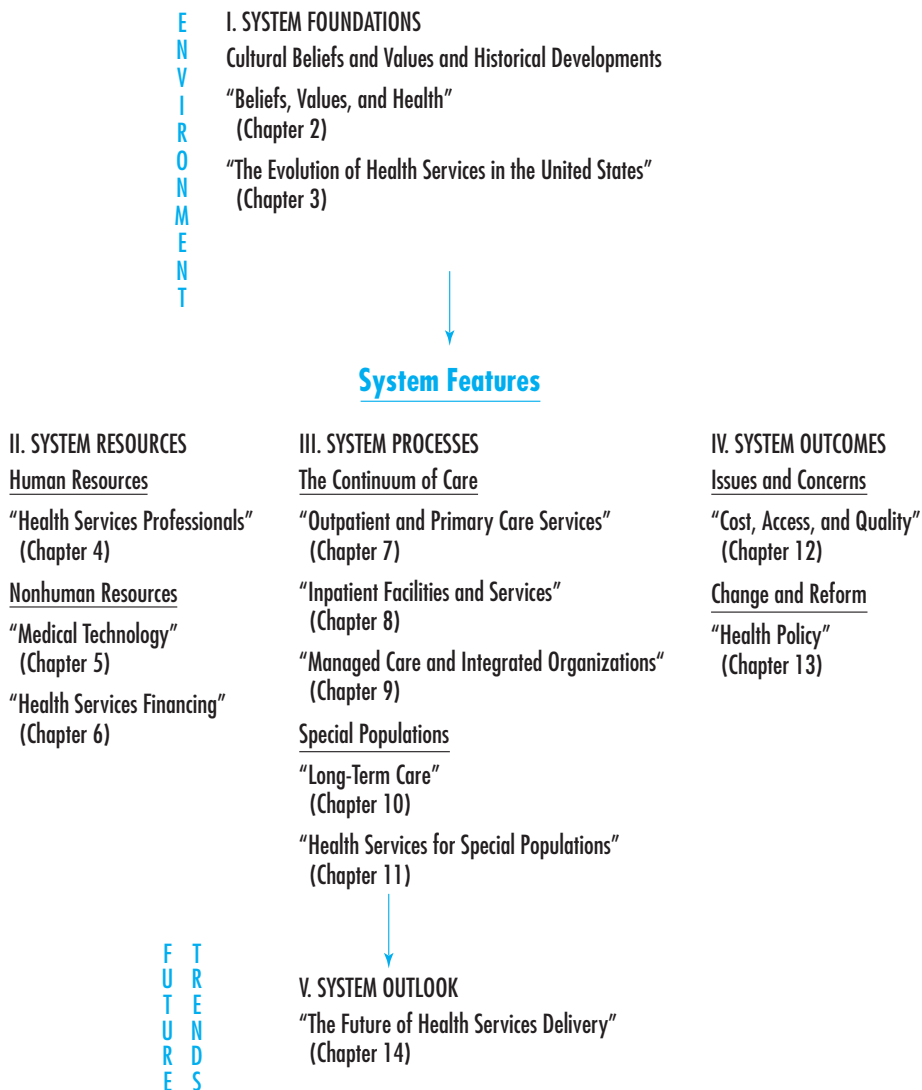 ENVIRONMENT
I. SYSTEM FOUNDATIONS
Cultural Beliefs and Values and Historical Developments
“Beliefs, Values, and Health”
(Chapter 2)
“The Evolution of Health Services in the United States”
(Chapter 3)
System Features
II. SYSTEM RESOURCES
Human Resources
“Health Services Professionals”
(Chapter 4)
Nonhuman Resources
“Medical Technology”
(Chapter 5)
“Health Services Financing”
(Chapter 6)
III. SYSTEM PROCESSES
The Continuum of Care
“Outpatient and Primary Care Services”
(Chapter 7)
“Inpatient Facilities and Services”
(Chapter 8)
“Managed Care and Integrated Organizations“
(Chapter 9)
Special Populations
“Long-Term Care”
(Chapter 10)
“Health Services for Special Populations”
(Chapter 11)
IV. SYSTEM OUTCOMES
Issues and Concerns
“Cost, Access, and Quality”
(Chapter 12)
Change and Reform
“Health Policy”
(Chapter 13)
FUTURE
TRENDS
V. SYSTEM OUTLOOK
“The Future of Health Services Delivery”
(Chapter 14)